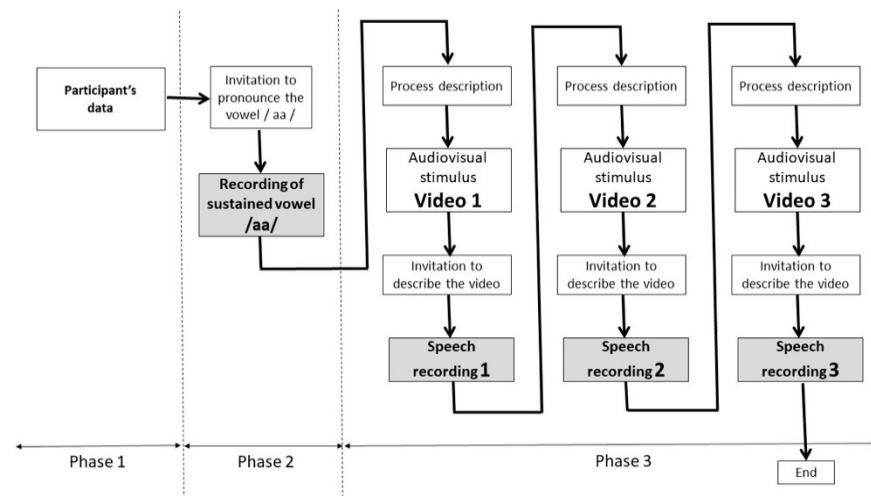 Participant's
data
Invitation to
pronounce the
vowel / aa /
Recording of
sustained vowel
/aa/
Process description
Audiovisual
stimulus
Video 1
Invitation to
describe the video
Speech
recording 1
Process description
Audiovisual
stimulus
Video 2
Invitation to
describe the video
Speech
recording 2
Process description
Audiovisual
stimulus
Video 3
Invitation to
describe the video
Speech
recording 3
End
Phase 1
Phase 2
Phase 3